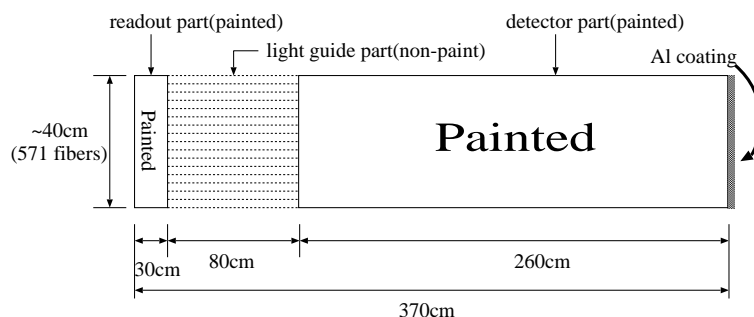 readout part(painted)
detector part(painted)
light guide part(non-paint)
Al coating
~40cm
(571 fibers)
Painted
Painted
30cm
80cm
260cm
370cm